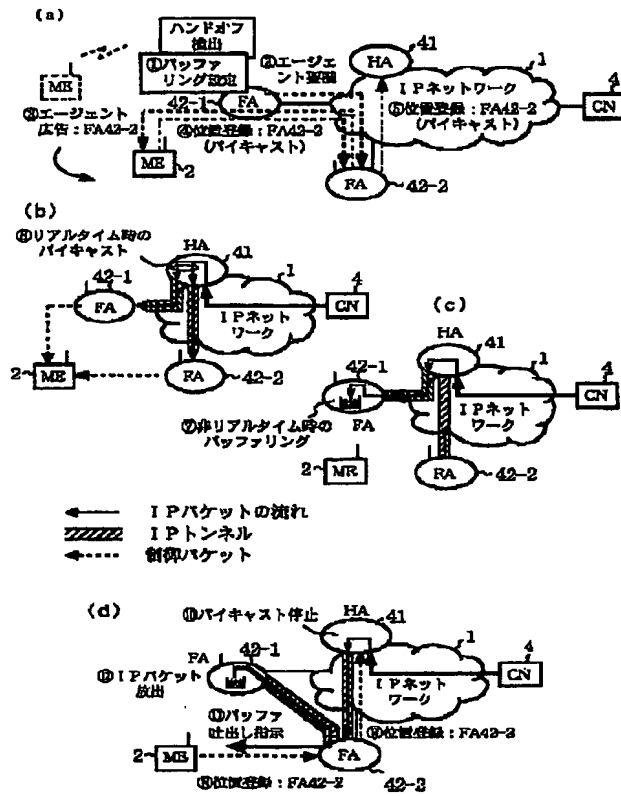 (a)
ハンドオフ
検出
①バッファ
リング設定
ME
②エージェ
ント
HA
41
1
IPネットワーク
4
CN
42-1
FA
③エージェント
広告：FA42-2
④位置登録：FA42-2
(バイキャスト)
⑤位置登録：FA42-2
(バイキャスト)
ME
2
FA
42-2
(b)
⑥リアルタイム時の
バイキャスト
HA
41
1
42-1
FA
IPネット
ワーク
4
CN
2
ME
FA
42-2
(c)
HA
41
1
42-1
FA
IPネット
ワーク
4
CN
⑦非リアルタイム時の
バッファリング
2
MR
RA
42-2
IPパケットの流れ
IPトンネル
制御パケット
(d)
⑩バイキャスト停止
HA
41
1
FA
42-1
⑫IPパケット
放出
IPネット
ワーク
4
CN
⑪バッファ
吐出し指示
⑨位置登録：FA42-2
2
ME
FA
42-2
⑧位置登録：FA42-2